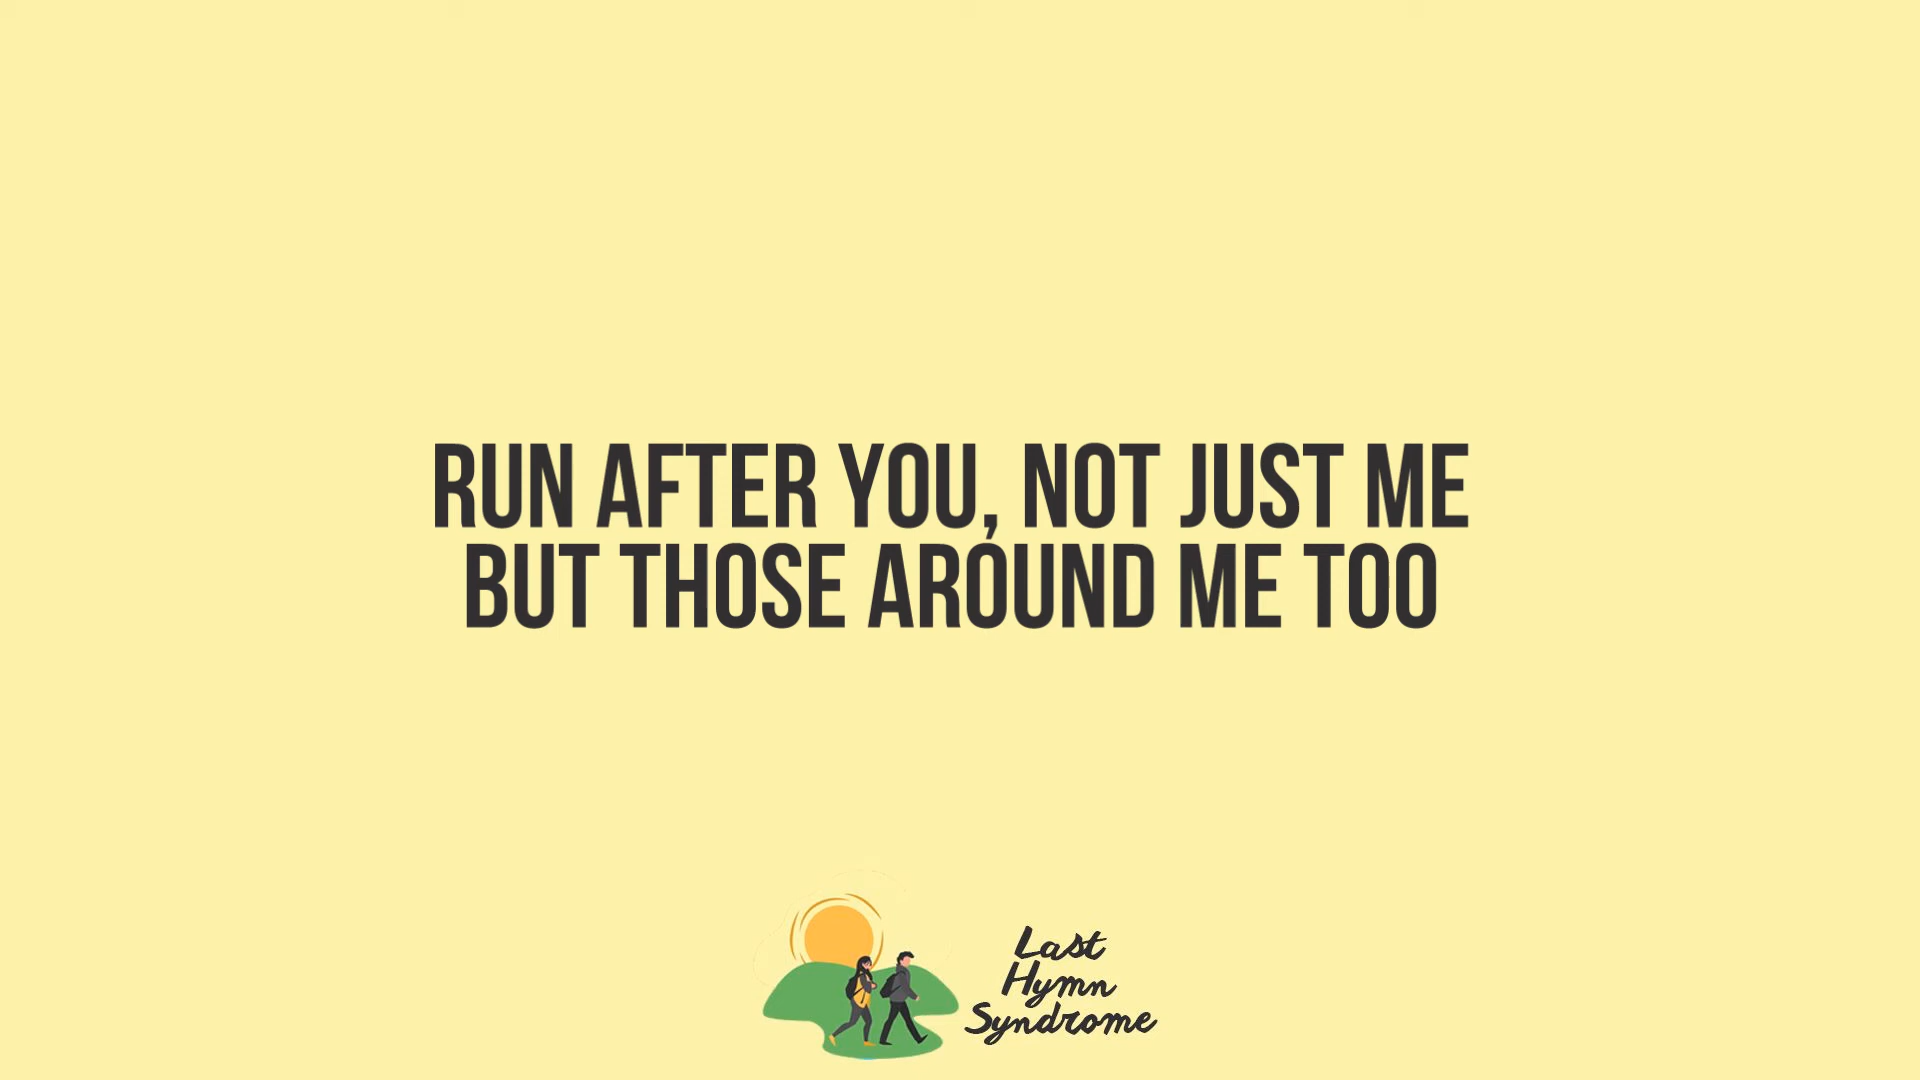 RUN AFTER YOU, NOT JUST ME
BUT THOSE AROUND ME TOO
Last
Hymn
Syndrome